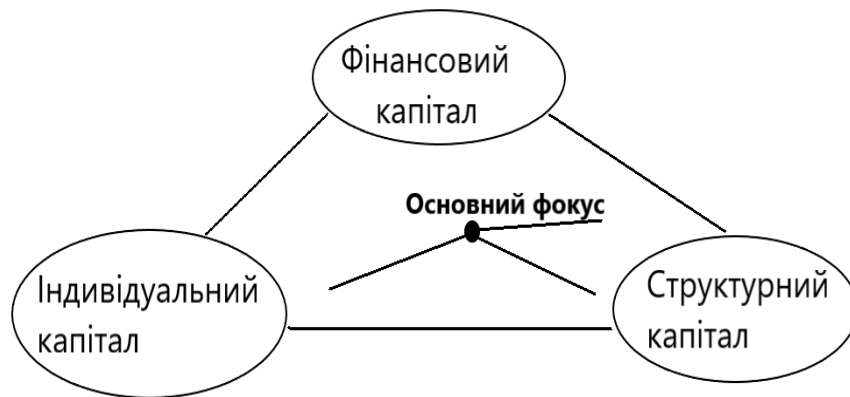 Фінансовий
капітал
Основний фокус
Індивідуальний
капітал
Структурний
капітал